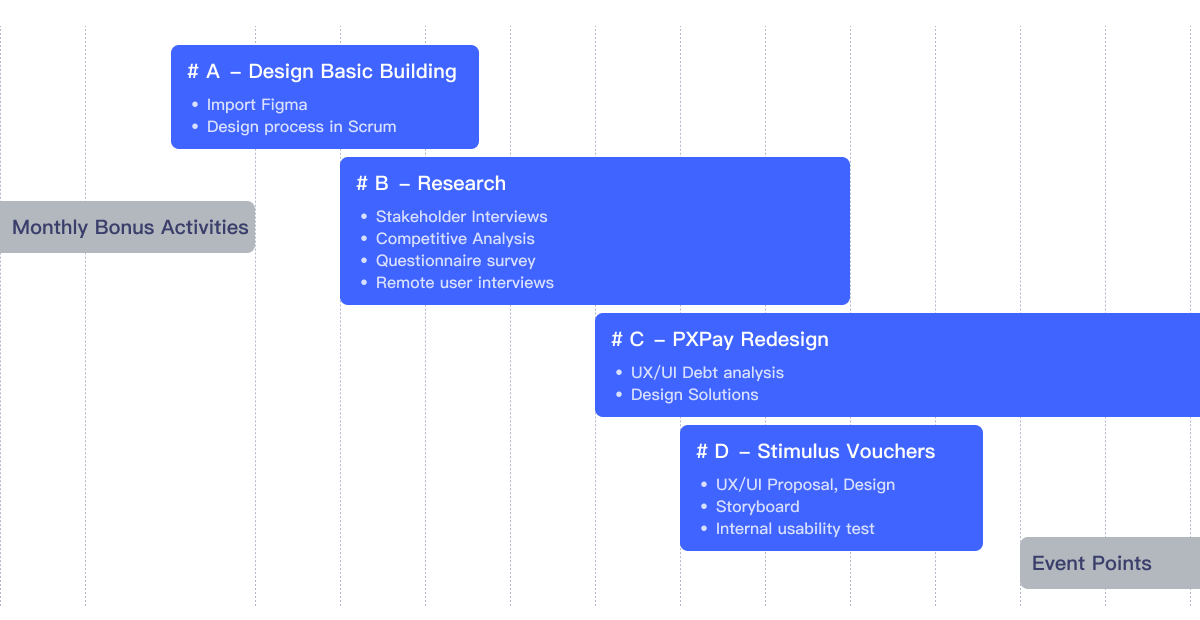 # A – Design Basic Building
• Import Figma
• Design process in Scrum
# B – Research
• Stakeholder Interviews
• Competitive Analysis
• Questionnaire survey
• Remote user interviews
Monthly Bonus Activities
# C – PXPay Redesign
• UX/UI Debt analysis
• Design Solutions
# D – Stimulus Vouchers
• UX/UI Proposal, Design
• Storyboard
• Internal usability test
Event Points